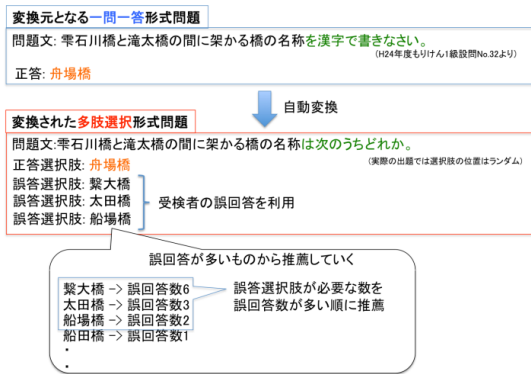 変換元となる一問一答形式問題
問題文: 雫石川橋と滝太橋の間に架かる橋の名称を漢字で書きなさい。
(H24年度もりけん1級設問No.32より)
正答: 舟場橋
自動変換
変換された多肢選択形式問題
問題文:雫石川橋と滝太橋の間に架かる橋の名称は次のうちどれか。
正答選択肢: 舟場橋
(実際の出題では選択肢の位置はランダム)
誤答選択肢: 繋大橋
誤答選択肢: 太田橋
誤答選択肢: 船場橋
受検者の誤回答を利用
誤回答が多いものから推薦していく
繋大橋 -> 誤回答数6
太田橋 -> 誤回答数3
船場橋 -> 誤回答数2
船田橋 -> 誤回答数1
・
・
誤答選択肢が必要な数を
誤回答数が多い順に推薦